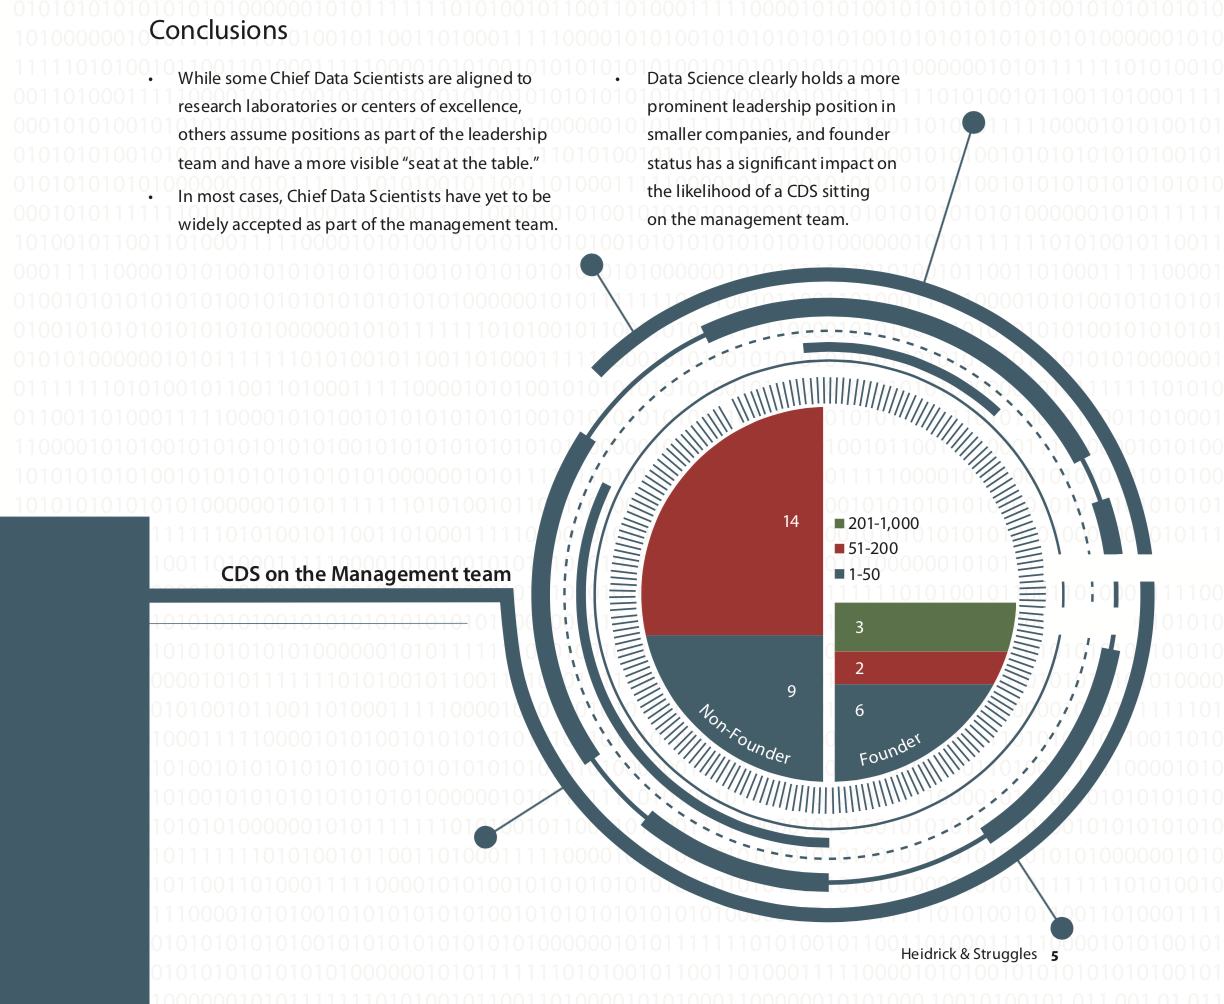 Conclusions
• While some Chief Data Scientists are aligned to
research laboratories or centers of excellence,
others assume positions as part of the leadership
team and have a more visible “seat at the table.”
• In most cases, Chief Data Scientists have yet to be
widely accepted as part of the management team.
• Data Science clearly holds a more
prominent leadership position in
smaller companies, and founder
status has a significant impact on
the likelihood of a CDS sitting
on the management team.
CDS on the Management team
14
9
Non-Founder
201-1,000
51-200
1-50
3
2
6
Founder
Heidrick & Struggles 5